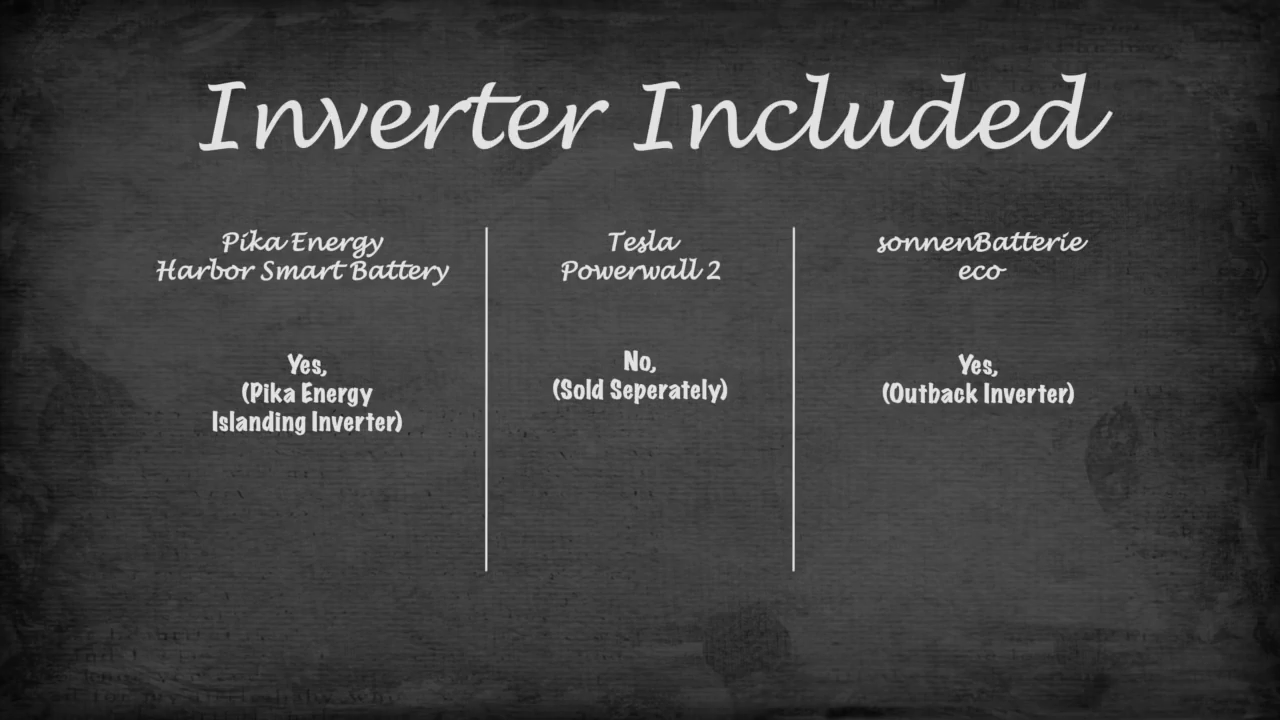 Inverter Included
Pika Energy
Harbor Smart Battery
Yes,
(Pika Energy
Islanding Inverter)
Tesla
Powerwall 2
No,
(Sold Seperately)
sonnenBatterie
eco
Yes,
(Outback Inverter)